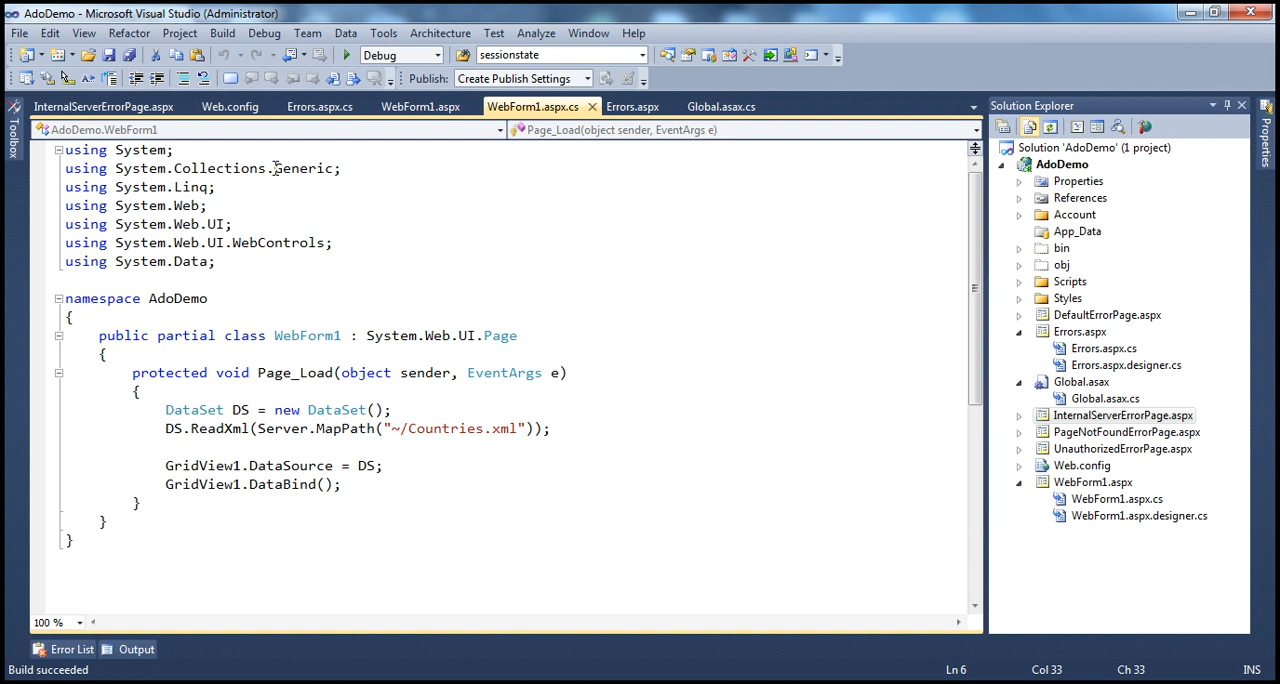 AdoDemo - Microsoft Visual Studio (Administrator)
File Edit View Refactor Project Build Debug Team Data Tools Architecture Test Analyze Window Help
Debug sessionstate
Publish: Create Publish Settings
InternalServerErrorPage.aspx Web.config Errors.aspx.cs WebForm1.aspx WebForm1.aspx.cs Errors.aspx Global.asax.cs
AdoDemo.WebForm1 Page_Load(object sender, EventArgs e)
using System;
using System.Collections.Generic;
using System.Linq;
using System.Web;
using System.Web.UI;
using System.Web.UI.WebControls;
using System.Data;
namespace AdoDemo
{
public partial class WebForm1 : System.Web.UI.Page
{
protected void Page_Load(object sender, EventArgs e)
{
DataSet DS = new DataSet();
DS.ReadXml(Server.MapPath("~/Countries.xml"));
GridView1.DataSource = DS;
GridView1.DataBind();
}
}
}
100 %
Toolbox
Solution Explorer
Solution 'AdoDemo' (1 project)
AdoDemo
Properties
References
Account
App_Data
bin
obj
Scripts
Styles
DefaultErrorPage.aspx
Errors.aspx
Errors.aspx.cs
Errors.aspx.designer.cs
Global.asax
Global.asax.cs
InternalServerErrorPage.aspx
PageNotFoundErrorPage.aspx
UnauthorizedErrorPage.aspx
Web.config
WebForm1.aspx
WebForm1.aspx.cs
WebForm1.aspx.designer.cs
Properties
Error List Output
Build succeeded Ln 6 Col 33 Ch 33 INS